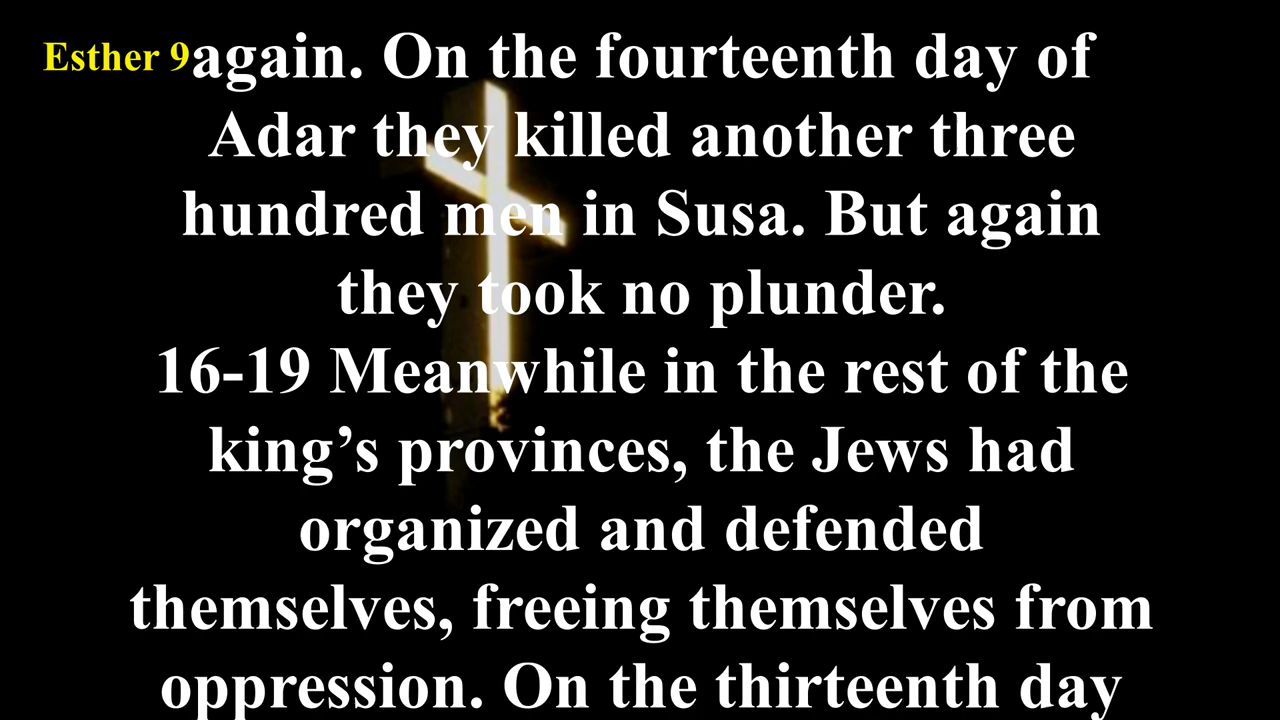 Esther 9
again. On the fourteenth day of
Adar they killed another three
hundred men in Susa. But again
they took no plunder.
16-19 Meanwhile in the rest of the
king’s provinces, the Jews had
organized and defended
themselves, freeing themselves from
oppression. On the thirteenth day